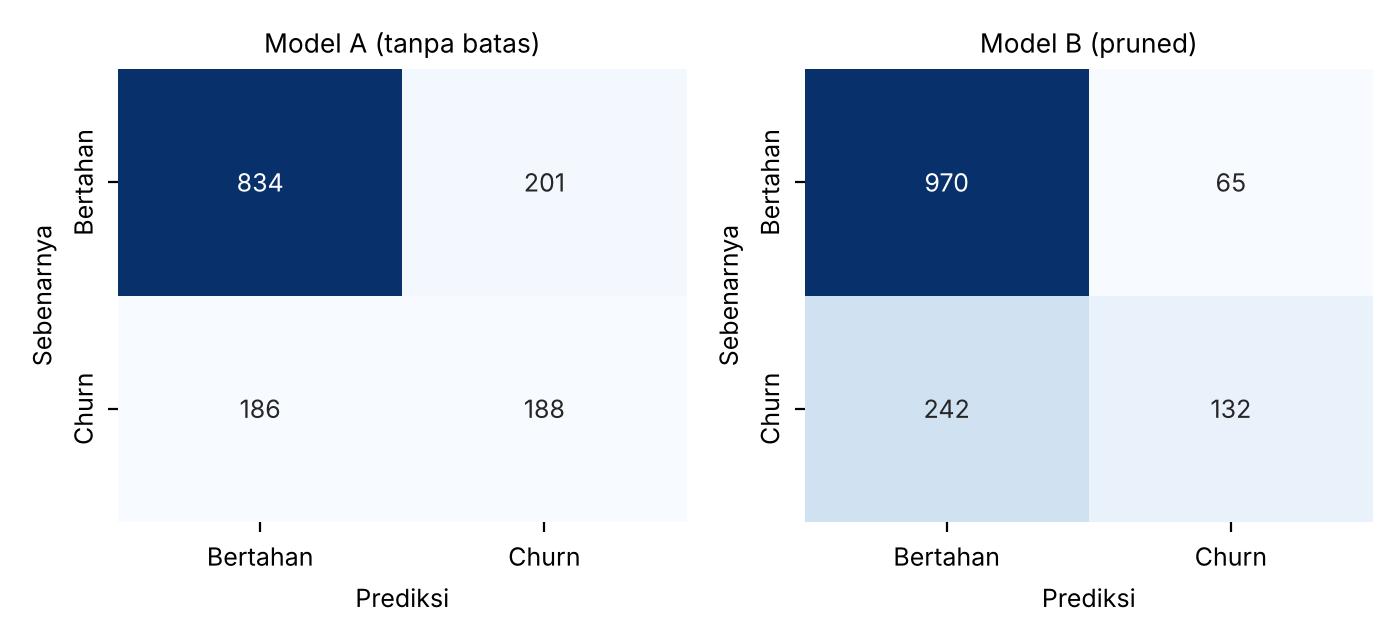 Model A (tanpa batas)
Sebenarnya
Bertahan
834
201
Churn
186
188
Bertahan
Churn
Prediksi
Model B (pruned)
Sebenarnya
Bertahan
970
65
Churn
242
132
Bertahan
Churn
Prediksi